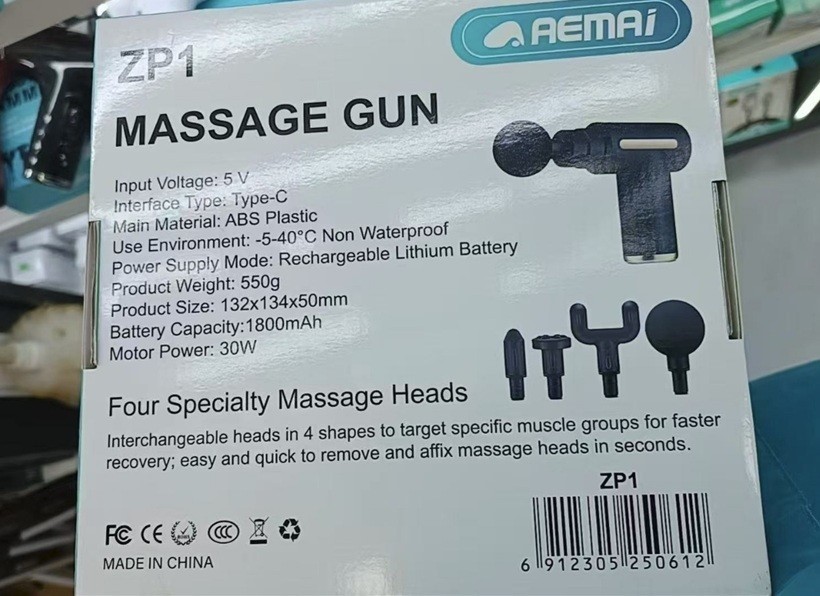 AEMAi
ZP1
MASSAGE GUN
Input Voltage: 5 V
Interface Type: Type-C
Main Material: ABS Plastic
Use Environment: -5-40°C Non Waterproof
Power Supply Mode: Rechargeable Lithium Battery
Product Weight: 550g
Product Size: 132x134x50mm
Battery Capacity:1800mAh
Motor Power: 30W
Four Specialty Massage Heads
Interchangeable heads in 4 shapes to target specific muscle groups for faster
recovery; easy and quick to remove and affix massage heads in seconds.
ZP1
FC CE CCC
MADE IN CHINA
6 912305 250612